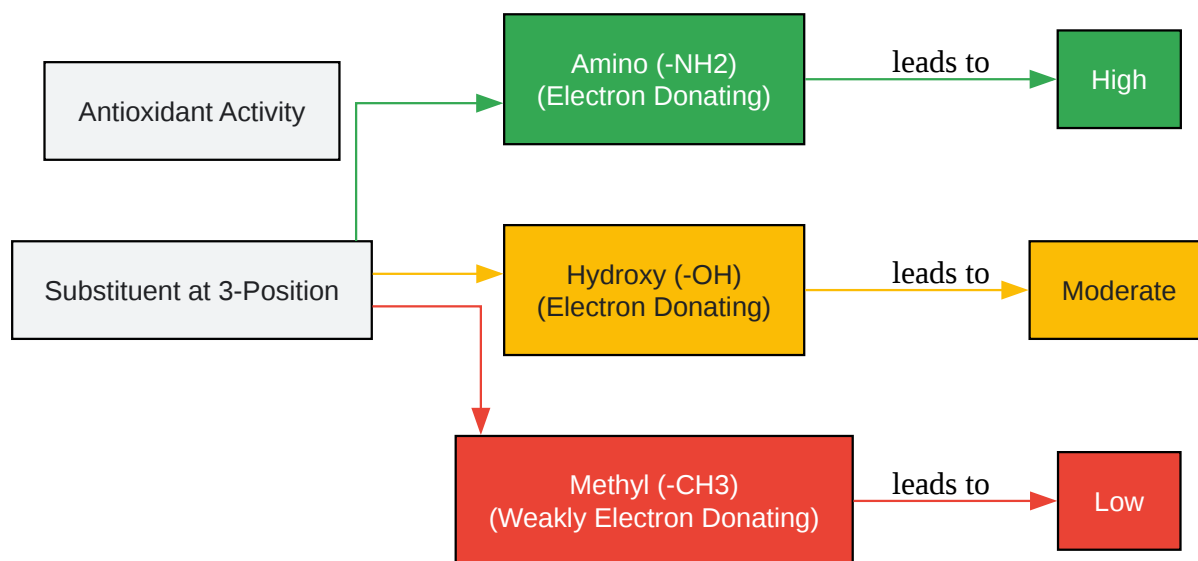 Antioxidant Activity
Substituent at 3-Position
Amino (-NH2)
(Electron Donating)
leads to
High
Hydroxy (-OH)
(Electron Donating)
leads to
Moderate
Methyl (-CH3)
(Weakly Electron Donating)
leads to
Low